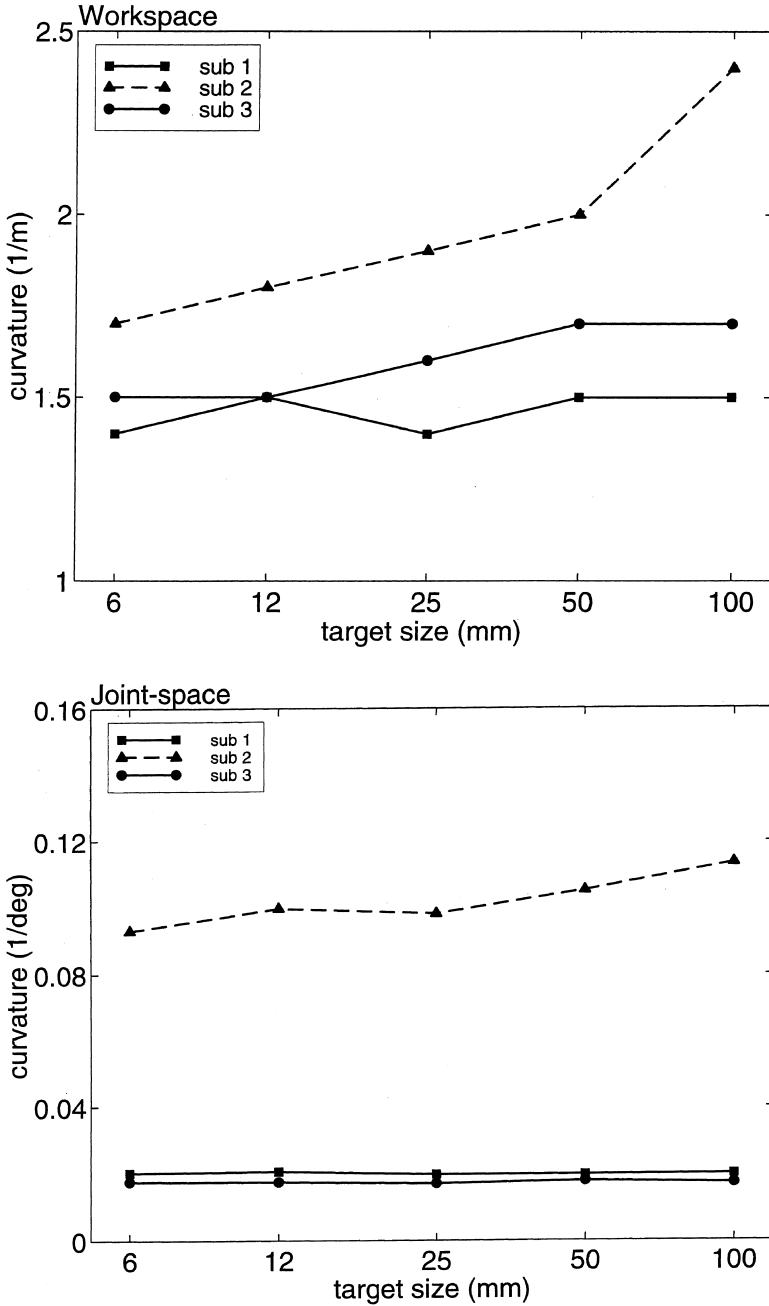 Workspace
2.5
sub 1
sub 2
sub 3
2
curvature (1/m)
1.5
1
6 12 25 50 100
target size (mm)
Joint-space
0.16
sub 1
sub 2
sub 3
0.12
curvature (1/deg)
0.08
0.04
0
6 12 25 50 100
target size (mm)